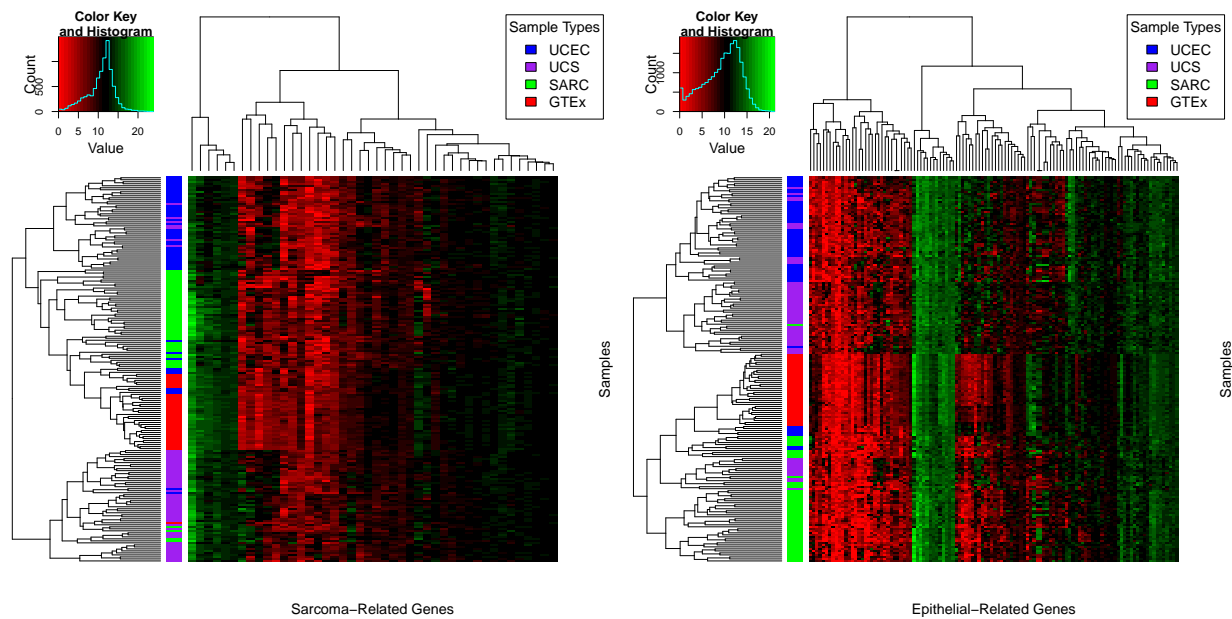 Color Key
and Histogram
Count
0 500
0 5 10 20
Value
Sample Types
UCEC
UCS
SARC
GTEx
Samples
Sarcoma−Related Genes
Color Key
and Histogram
Count
0 1000
0 5 10 15 20
Value
Sample Types
UCEC
UCS
SARC
GTEx
Samples
Epithelial−Related Genes